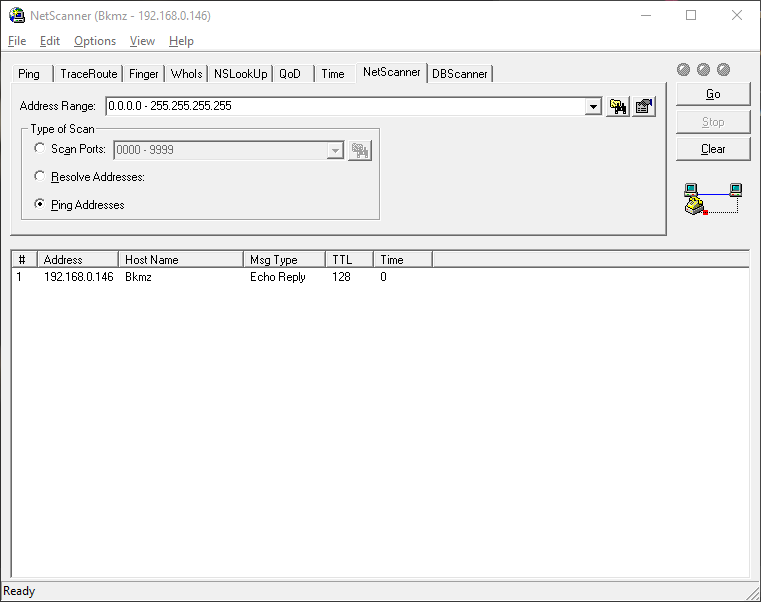 NetScanner (Bkmz - 192.168.0.146)
File Edit Options View Help
Ping TraceRoute Finger WhoIs NSLookUp QoD Time NetScanner DBScanner
Address Range: 0.0.0.0 - 255.255.255.255
Go
Type of Scan
Stop
Scan Ports: 0000 - 9999
Clear
Resolve Addresses:
Ping Addresses
# Address Host Name Msg Type TTL Time
1 192.168.0.146 Bkmz Echo Reply 128 0
Ready